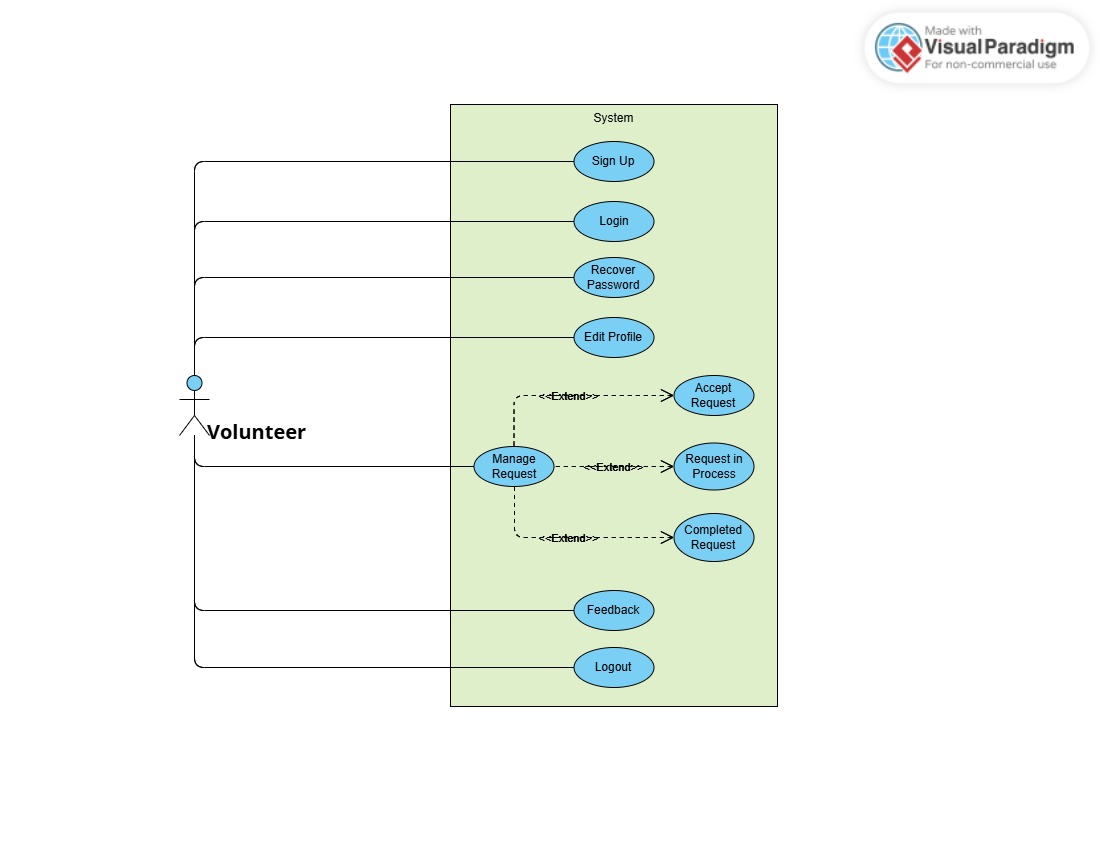 Made with
Visual Paradigm
For non-commercial use
System
Sign Up
Login
Recover
Password
Edit Profile
<<Extend>>
Accept
Request
Volunteer
Manage
Request
<<Extend>>
Request in
Process
<<Extend>>
Completed
Request
Feedback
Logout